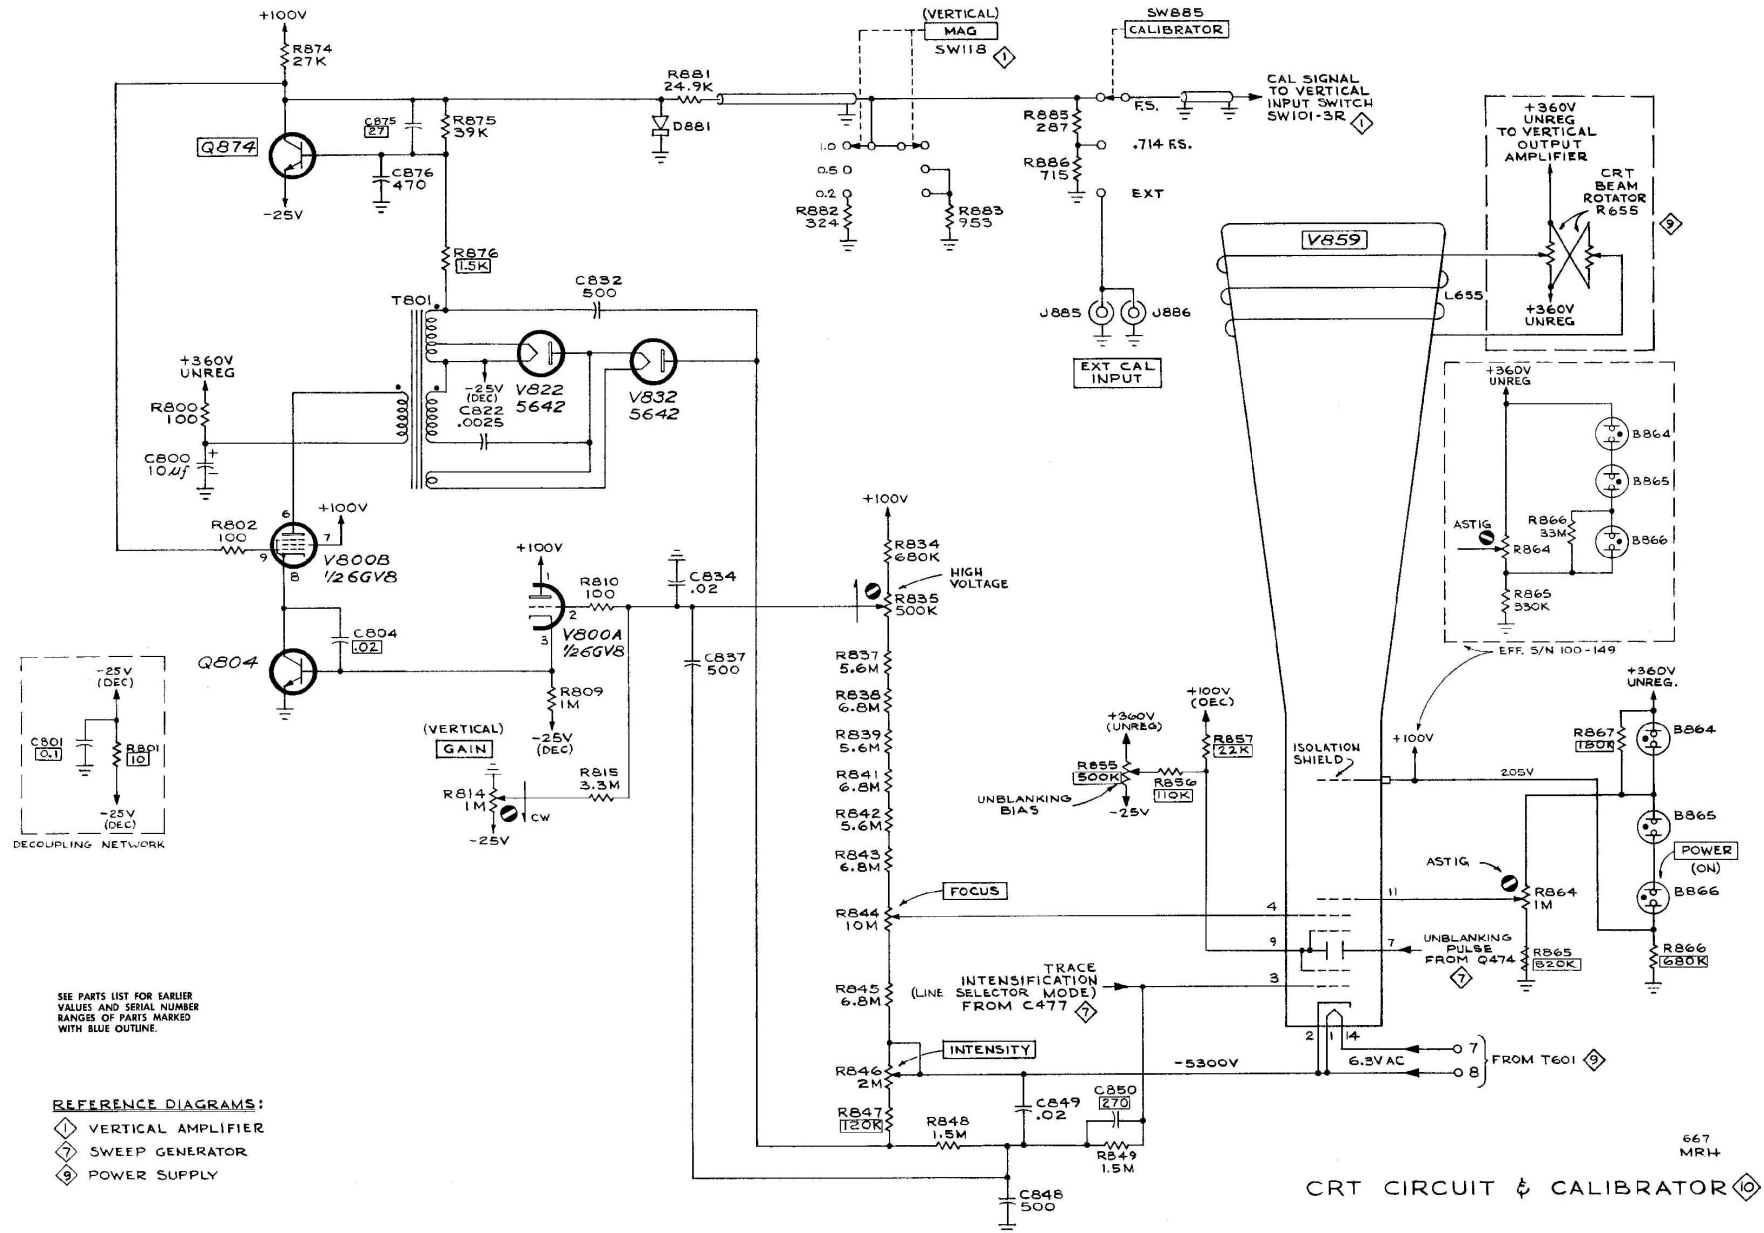 +100V
R874
27K
R881
24.9K
D881
C875
27
R875
39K
Q874
C876
470
-25V
R876
1.5K
(VERTICAL)
MAG
SW118
1
SW885
CALIBRATOR
F.S.
CAL SIGNAL
TO VERTICAL
INPUT SWITCH
SW101-3R
1
R885
287
.714 F.S.
R886
715
EXT
1.0
0.5
0.2
R882
324
R883
953
J885
J886
EXT CAL
INPUT
+360V
UNREG
TO VERTICAL
OUTPUT
AMPLIFIER
CRT
BEAM
ROTATOR
R655
9
+360V
UNREG
V859
L655
T801
C832
500
V822
5642
V832
5642
-25V
(DEC)
C822
.0025
+360V
UNREG
R800
100
C800
10μf
+
-
R802
100
6
7
9
8
+100V
V800B
1/2 6GV8
C804
.02
Q804
+100V
1
2
3
R810
100
V800A
1/2 6GV8
R809
1M
-25V
(DEC)
C834
.02
C837
500
(VERTICAL)
GAIN
R814
1M
CW
-25V
R815
3.3M
-25V
(DEC)
C801
0.1
R801
10
-25V
(DEC)
DECOUPLING NETWORK
+100V
R834
680K
HIGH
VOLTAGE
R835
500K
R837
5.6M
R838
6.8M
R839
5.6M
R841
6.8M
R842
5.6M
R843
6.8M
FOCUS
R844
10M
R845
6.8M
INTENSITY
R846
2M
R847
120K
R848
1.5M
C849
.02
C850
270
R849
1.5M
C848
500
-5300V
TRACE
INTENSIFICATION
(LINE SELECTOR MODE)
FROM C477
7
+360V
(UNREG)
R855
500K
UNBLANKING
BIAS
-25V
R856
110K
+100V
(DEC)
R857
22K
ISOLATION
SHIELD
+100V
205V
4
9
3
11
7
2
1
14
6.3V AC
7
8
FROM T601
9
UNBLANKING
PULSE
FROM Q474
7
+360V
UNREG
B864
B865
B866
ASTIG
R864
R866
33M
R865
330K
EFF. S/N 100-149
+360V
UNREG.
R867
180K
B864
B865
POWER
(ON)
B866
ASTIG
R864
1M
R865
820K
R866
680K
SEE PARTS LIST FOR EARLIER
VALUES AND SERIAL NUMBER
RANGES OF PARTS MARKED
WITH BLUE OUTLINE.
REFERENCE DIAGRAMS:
1 VERTICAL AMPLIFIER
7 SWEEP GENERATOR
9 POWER SUPPLY
667
MRH
CRT CIRCUIT & CALIBRATOR 10